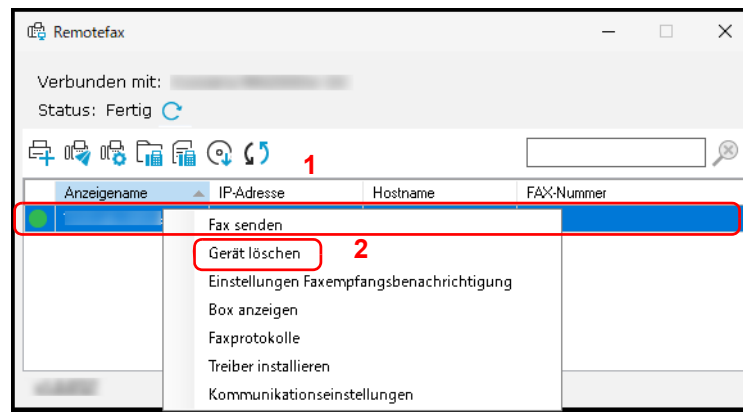 Remotefax
Verbunden mit:
Status: Fertig
1
Anzeigename IP-Adresse Hostname FAX-Nummer
Fax senden
Gerät löschen 2
Einstellungen Faxempfangsbenachrichtigung
Box anzeigen
Faxprotokolle
Treiber installieren
Kommunikationseinstellungen